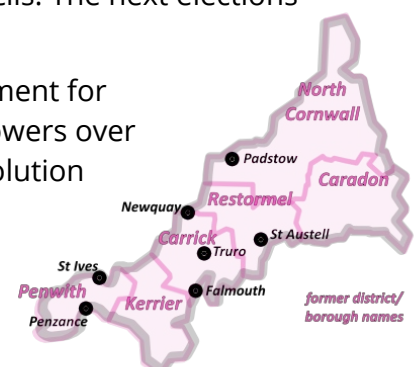 The next elections
ment for
owers over
olution
North
Cornwall
Padstow
Caradon
Restormel
Newquay
St Austell
Carrick
Truro
St Ives
Penwith
Falmouth
Kerrier
Penzance
former district/
borough names